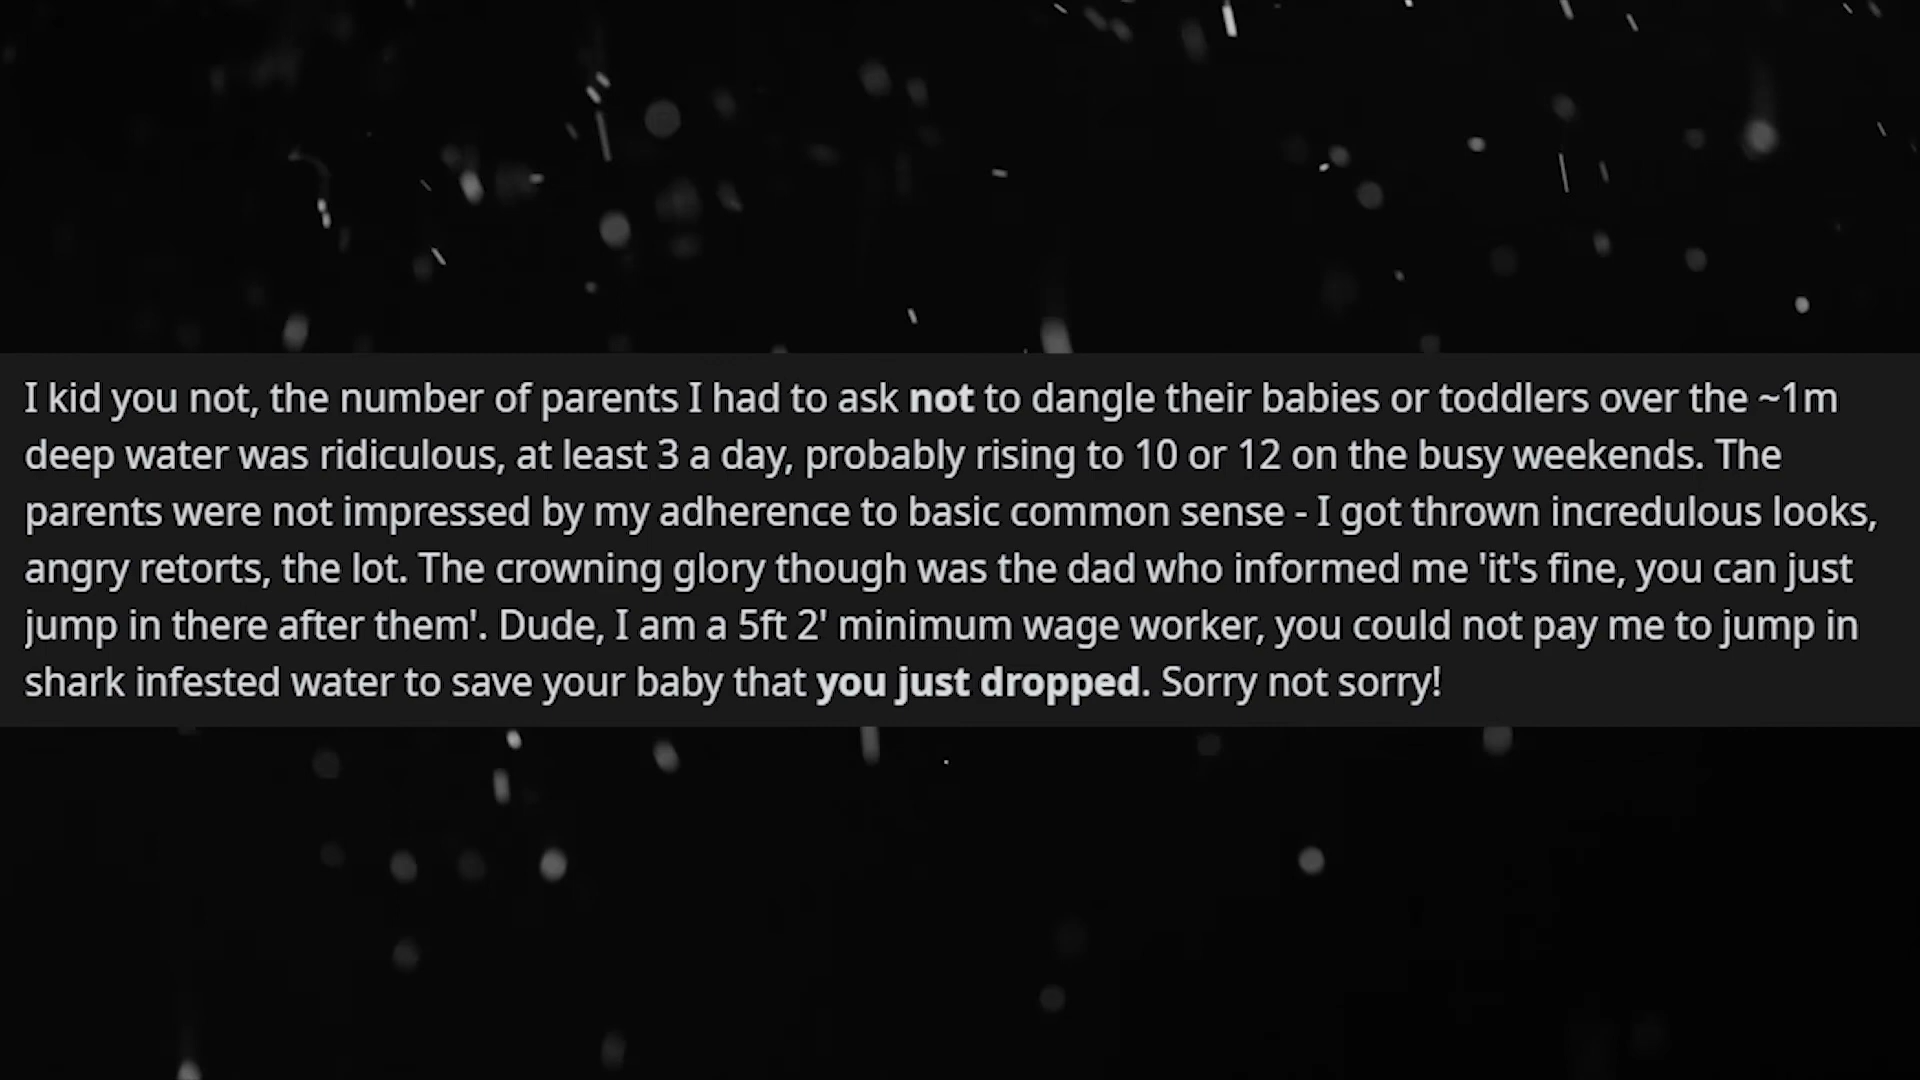 I kid you not, the number of parents I had to ask not to dangle their babies or toddlers over the ~1m
deep water was ridiculous, at least 3 a day, probably rising to 10 or 12 on the busy weekends. The
parents were not impressed by my adherence to basic common sense - I got thrown incredulous looks,
angry retorts, the lot. The crowning glory though was the dad who informed me 'it's fine, you can just
jump in there after them'. Dude, I am a 5ft 2' minimum wage worker, you could not pay me to jump in
shark infested water to save your baby that you just dropped. Sorry not sorry!